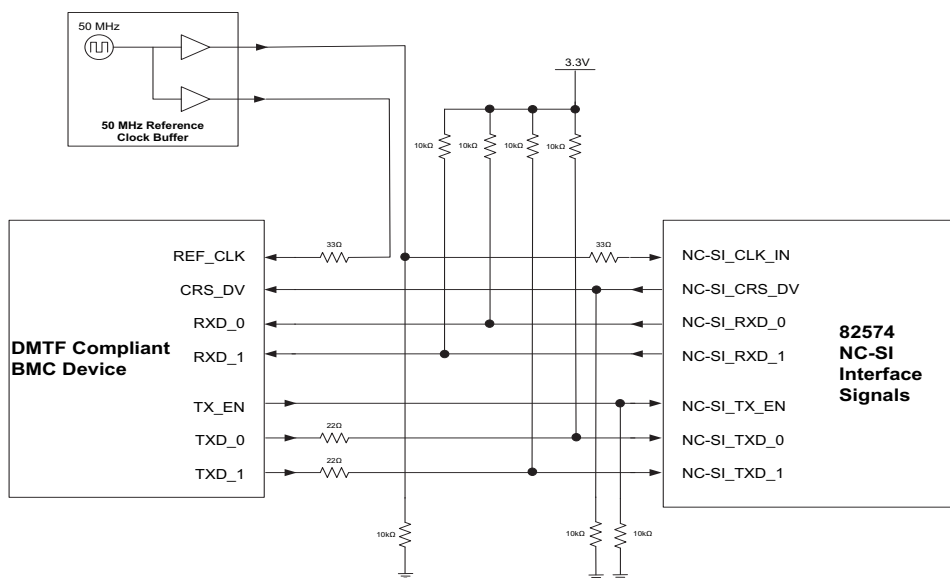 50 MHz
50 MHz Reference
Clock Buffer
3.3V
10kΩ
10kΩ
10kΩ
10kΩ
DMTF Compliant
BMC Device
REF_CLK
CRS_DV
RXD_0
RXD_1
TX_EN
TXD_0
TXD_1
33Ω
33Ω
22Ω
22Ω
NC-SI_CLK_IN
NC-SI_CRS_DV
NC-SI_RXD_0
NC-SI_RXD_1
NC-SI_TX_EN
NC-SI_TXD_0
NC-SI_TXD_1
82574
NC-SI
Interface
Signals
10kΩ
10kΩ
10kΩ